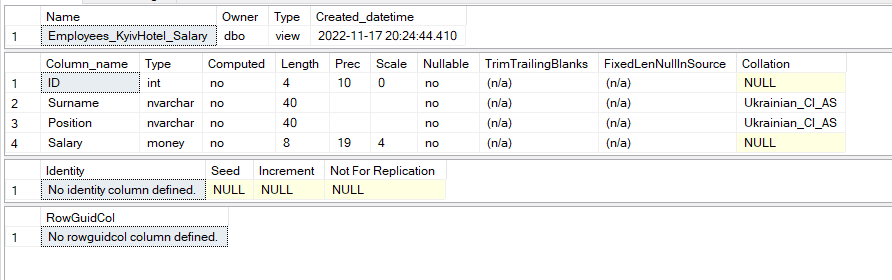 Name Owner Type Created_datetime
1 Employees_KyivHotel_Salary dbo view 2022-11-17 20:24:44.410
Column_name Type Computed Length Prec Scale Nullable TrimTrailingBlanks FixedLenNullInSource Collation
1 ID int no 4 10 0 no (n/a) (n/a) NULL
2 Surname nvarchar no 40 no (n/a) (n/a) Ukrainian_CI_AS
3 Position nvarchar no 40 no (n/a) (n/a) Ukrainian_CI_AS
4 Salary money no 8 19 4 no (n/a) (n/a) NULL
Identity Seed Increment Not For Replication
1 No identity column defined. NULL NULL NULL
RowGuidCol
1 No rowguidcol column defined.